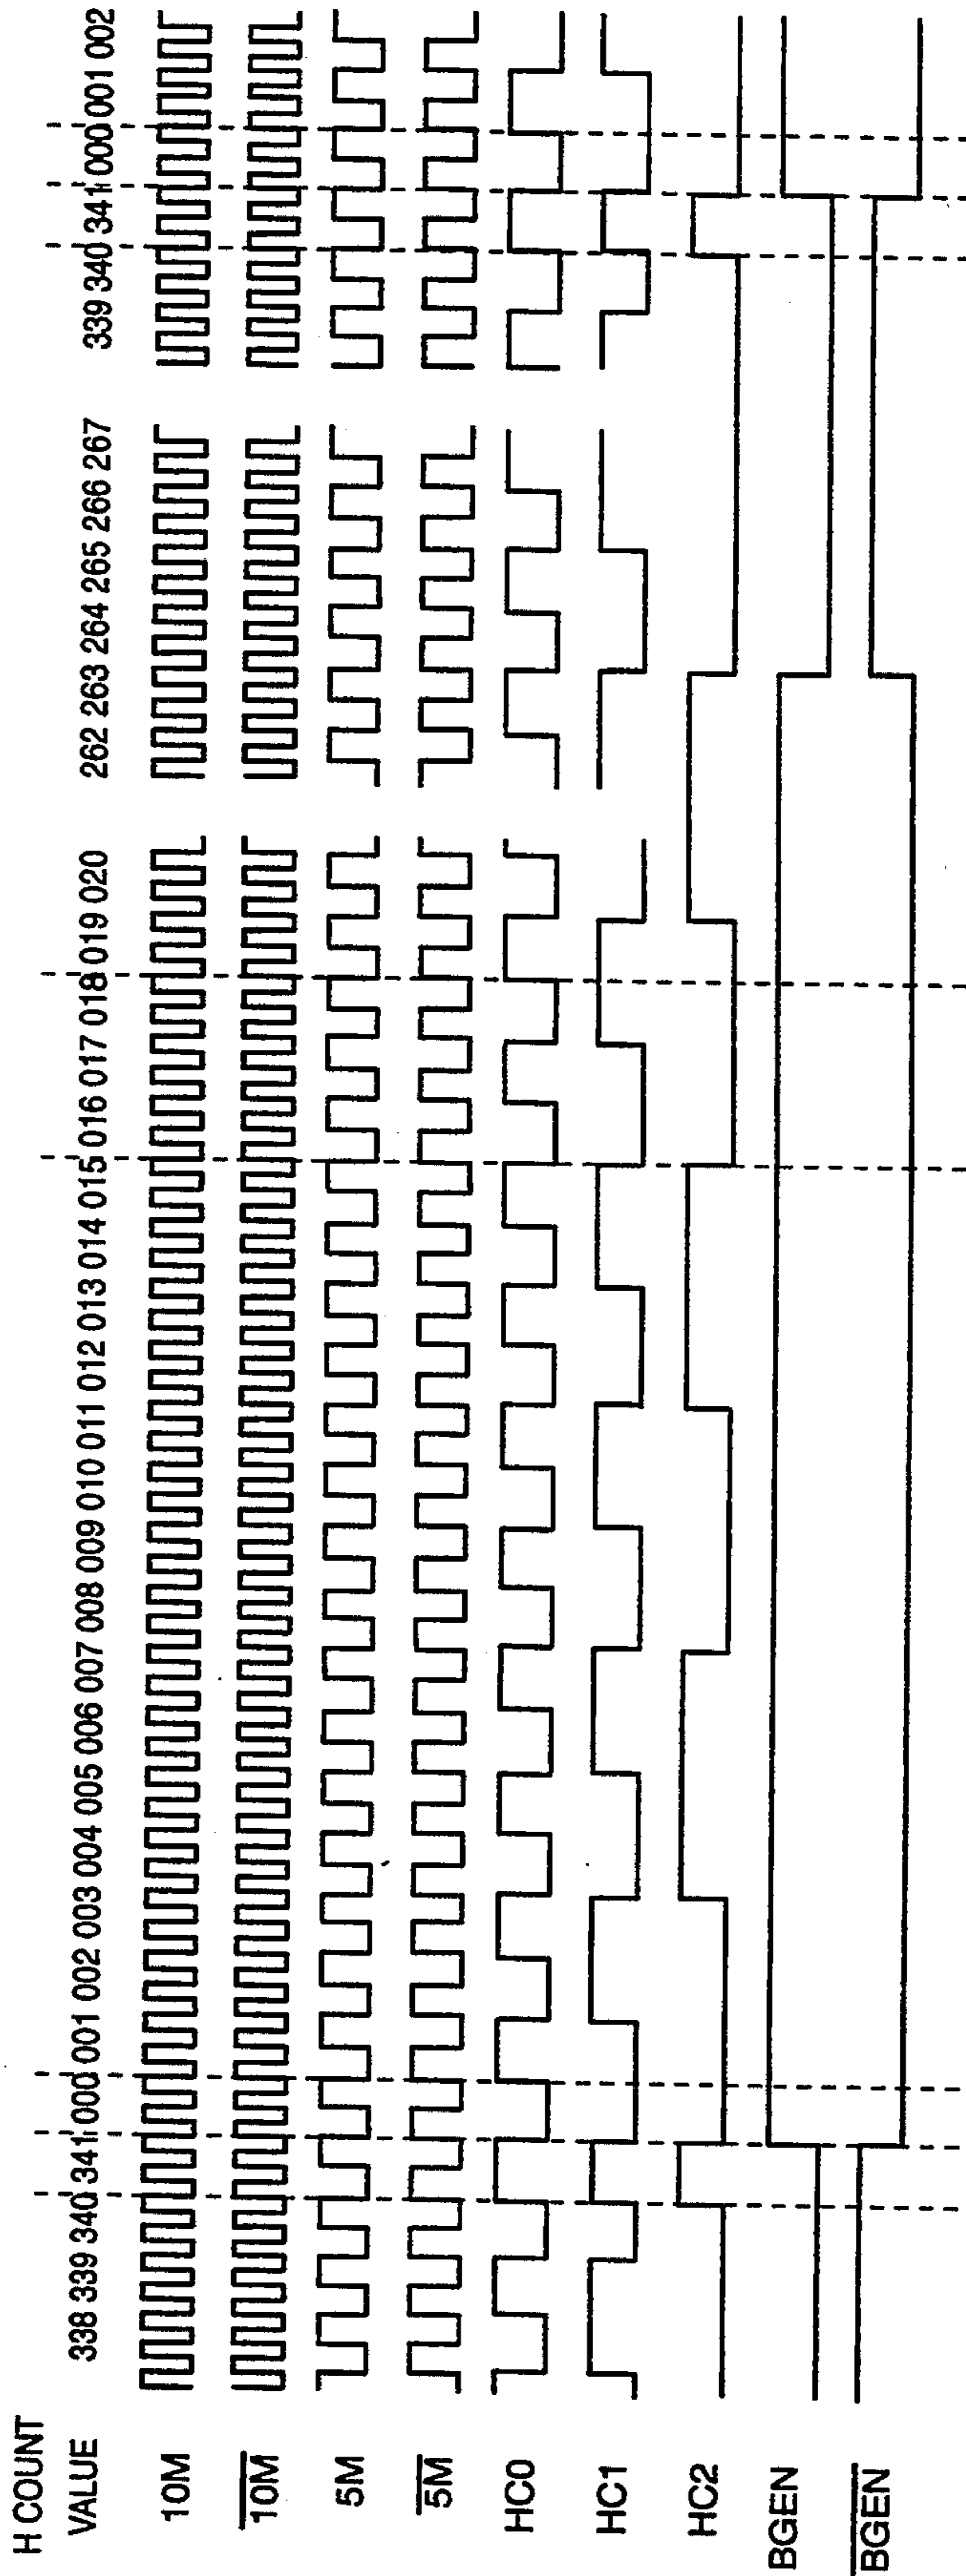 H COUNT
VALUE 338 339 340 341 000 001 002 003 004 005 006 007 008 009 010 011 012 013 014 015 016 017 018 019 020 262 263 264 265 266 267 339 340 341 000 001 002
10M
10M
5M
5M
HC0
HC1
HC2
BGEN
BGEN